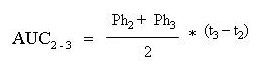 AUC₂₋₃ = (Ph₂ + Ph₃) / 2 * (t₃ – t₂)